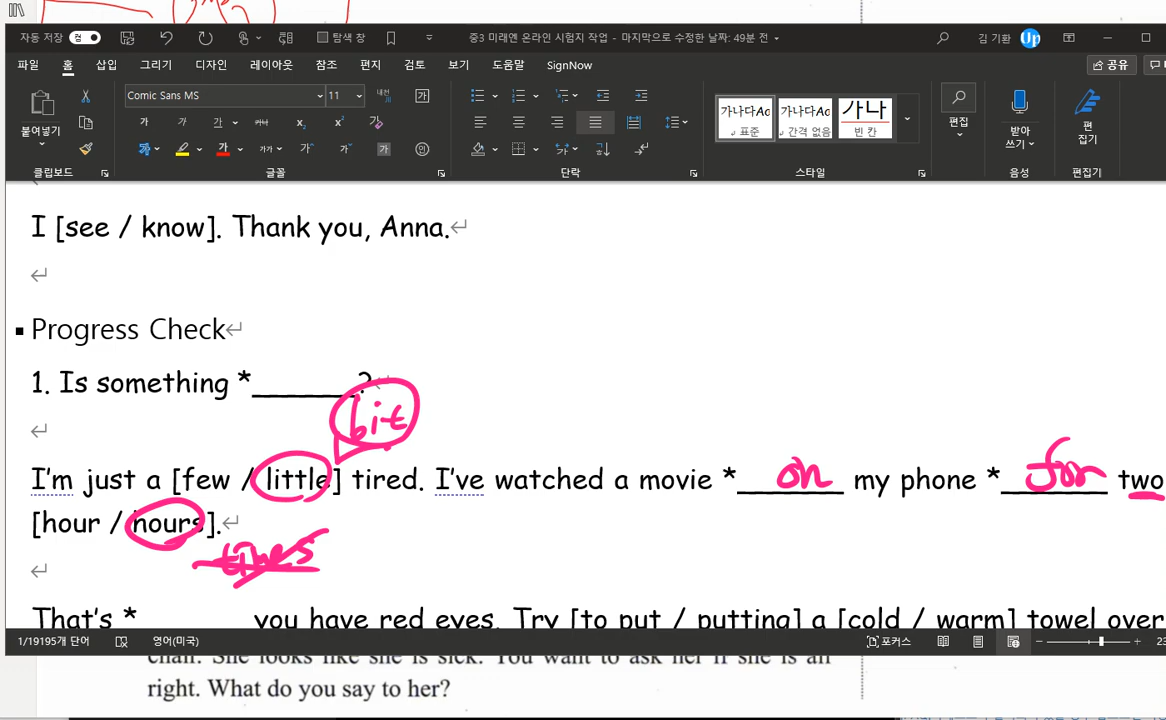 자동 저장 컴 탐색 창 중3 미래엔 온라인 시험지 작업 - 마지막으로 수정한 날짜: 49분 전 김 기환 Up
파일 홈 삽입 그리기 디자인 레이아웃 참조 편지 검토 보기 도움말 SignNow 공유
Comic Sans MS 11
붙여넣기 가나다Ac 가나다Ac 가나다 편집 받아쓰기 편집기
표준 간격 없음 빈 칸
클립보드 글꼴 단락 스타일 음성 편집기
I [see / know]. Thank you, Anna.
Progress Check
1. Is something *_______?
bit
I'm just a [few / little] tired. I've watched a movie * on my phone * for two
[hour / hours].
times
That's *_______ you have red eyes. Try [to put / putting] a [cold / warm] towel over
1/19195개 단어 영어(미국) 포커스 23
chair. She looks like she is sick. You want to ask her if she is all
right. What do you say to her?